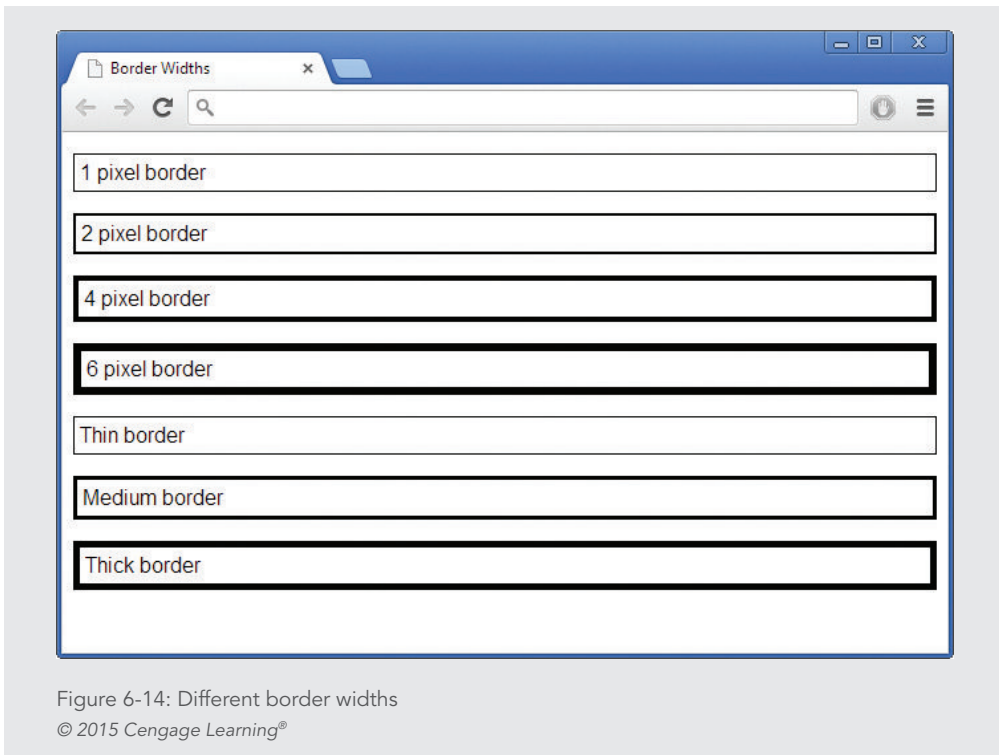 Border Widths
1 pixel border
2 pixel border
4 pixel border
6 pixel border
Thin border
Medium border
Thick border
Figure 6-14: Different border widths
© 2015 Cengage Learning®